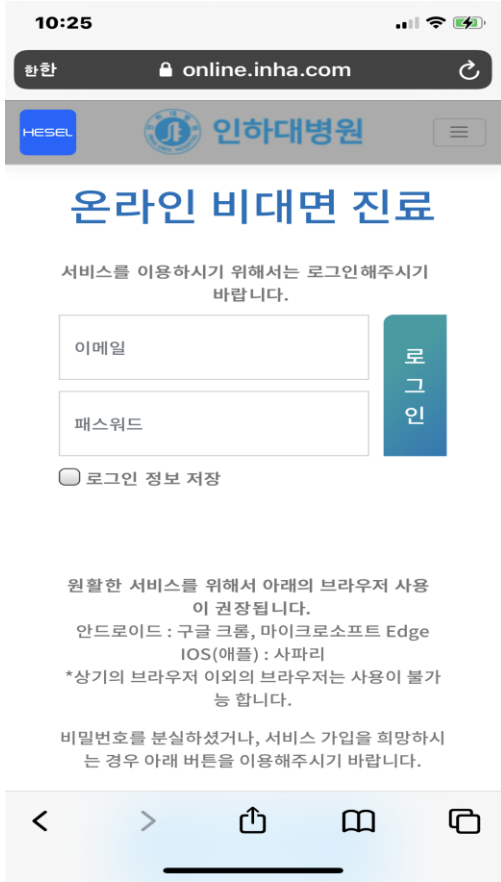 10:25
한한 online.inha.com
HESEL 인하대병원
온라인 비대면 진료
서비스를 이용하시기 위해서는 로그인해주시기
바랍니다.
이메일
패스워드
로그인
로그인 정보 저장
원활한 서비스를 위해서 아래의 브라우저 사용
이 권장됩니다.
안드로이드 : 구글 크롬, 마이크로소프트 Edge
IOS(애플) : 사파리
*상기의 브라우저 이외의 브라우저는 사용이 불가
능 합니다.
비밀번호를 분실하셨거나, 서비스 가입을 희망하시
는 경우 아래 버튼을 이용해주시기 바랍니다.